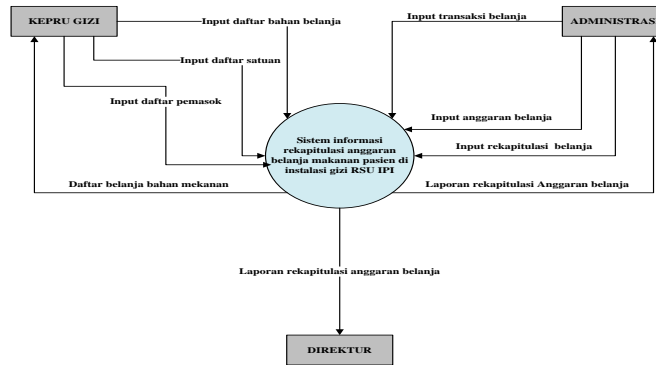 KEPRU GIZI
Input daftar bahan belanja
Input transaksi belanja
ADMINISTRASI
Input daftar satuan
Input daftar pemasok
Input anggaran belanja
Input rekapitulasi belanja
Sistem informasi
rekapitulasi anggaran
belanja makanan pasien di
instalasi gizi RSU IPI
Daftar belanja bahan mekanan
Laporan rekapitulasi Anggaran belanja
Laporan rekapitulasi anggaran belanja
DIREKTUR